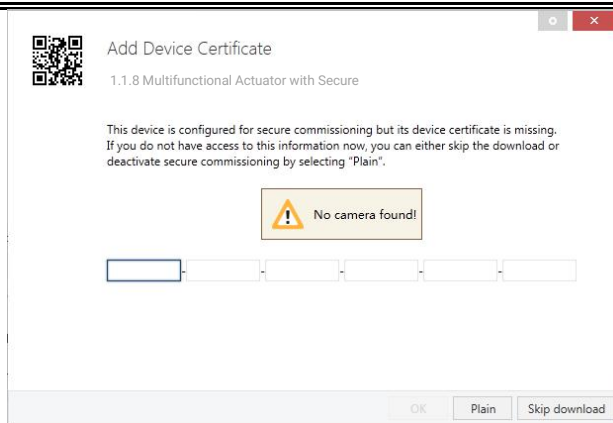 Add Device Certificate
1.1.8 Multifunctional Actuator with Secure
This device is configured for secure commissioning but its device certificate is missing.
If you do not have access to this information now, you can either skip the download or
deactivate secure commissioning by selecting "Plain".
No camera found!
- - - - -
OK Plain Skip download